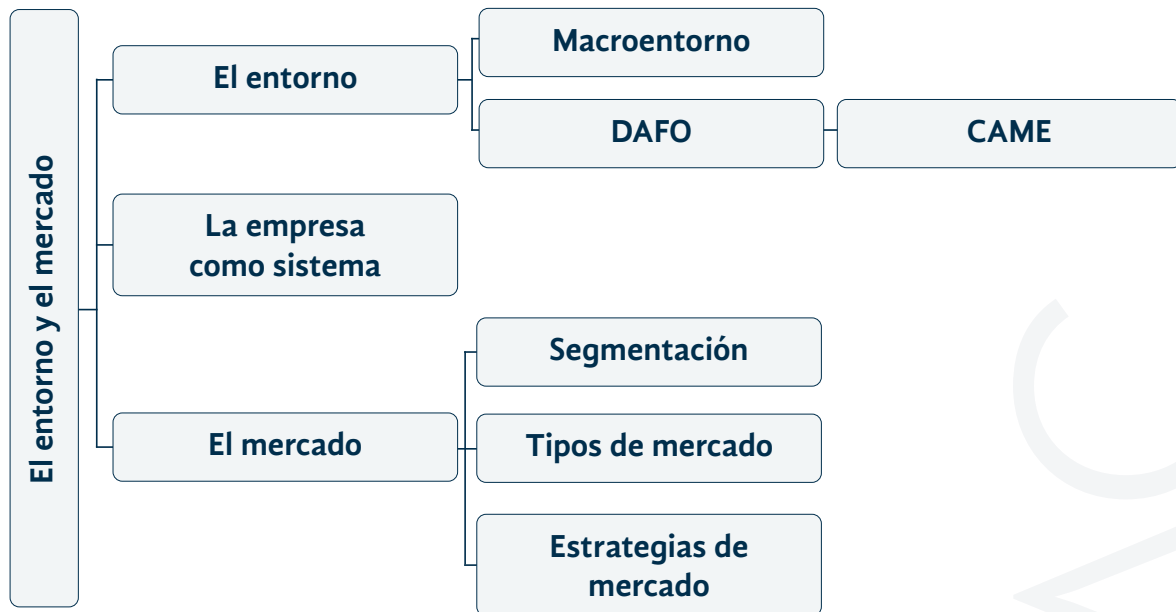 El entorno y el mercado
El entorno
Macroentorno
DAFO
CAME
La empresa
como sistema
El mercado
Segmentación
Tipos de mercado
Estrategias de
mercado